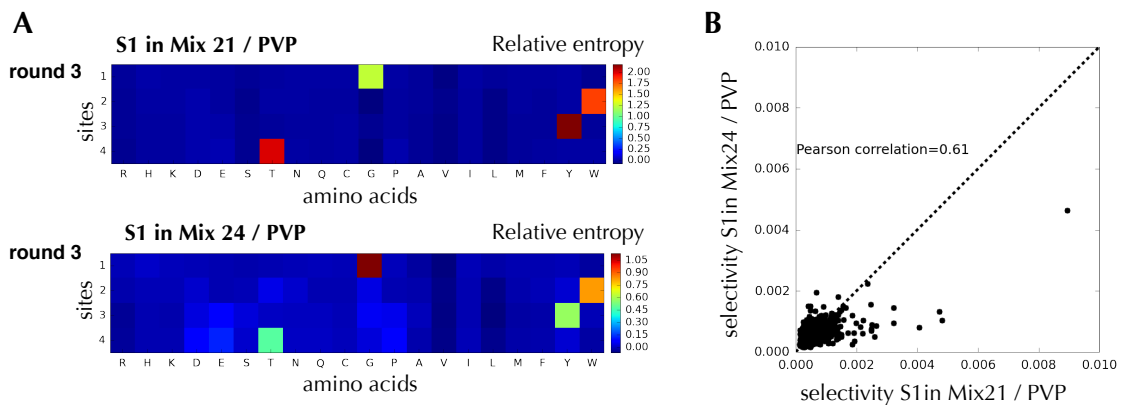 A
S1 in Mix 21 / PVP
Relative entropy
round 3
sites
1
2
3
4
2.00
1.75
1.50
1.25
1.00
0.75
0.50
0.25
0.00
R H K D E S T N Q C G P A V I L M F Y W
amino acids
S1 in Mix 24 / PVP
Relative entropy
round 3
sites
1
2
3
4
1.05
0.90
0.75
0.60
0.45
0.30
0.15
0.00
R H K D E S T N Q C G P A V I L M F Y W
amino acids
B
selectivity S1in Mix24 / PVP
0.010
0.008
0.006
0.004
0.002
0.000
Pearson correlation=0.61
0.000 0.002 0.004 0.006 0.008 0.010
selectivity S1in Mix21 / PVP